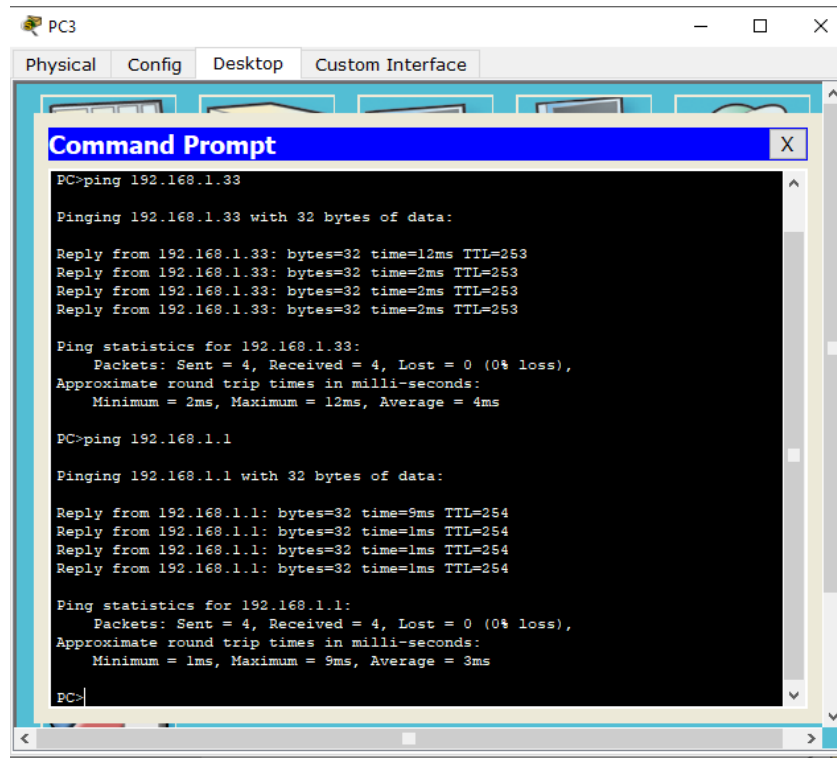 PC3
Physical Config Desktop Custom Interface
Command Prompt X
PC>ping 192.168.1.33
Pinging 192.168.1.33 with 32 bytes of data:
Reply from 192.168.1.33: bytes=32 time=12ms TTL=253
Reply from 192.168.1.33: bytes=32 time=2ms TTL=253
Reply from 192.168.1.33: bytes=32 time=2ms TTL=253
Reply from 192.168.1.33: bytes=32 time=2ms TTL=253
Ping statistics for 192.168.1.33:
Packets: Sent = 4, Received = 4, Lost = 0 (0% loss),
Approximate round trip times in milli-seconds:
Minimum = 2ms, Maximum = 12ms, Average = 4ms
PC>ping 192.168.1.1
Pinging 192.168.1.1 with 32 bytes of data:
Reply from 192.168.1.1: bytes=32 time=9ms TTL=254
Reply from 192.168.1.1: bytes=32 time=1ms TTL=254
Reply from 192.168.1.1: bytes=32 time=1ms TTL=254
Reply from 192.168.1.1: bytes=32 time=1ms TTL=254
Ping statistics for 192.168.1.1:
Packets: Sent = 4, Received = 4, Lost = 0 (0% loss),
Approximate round trip times in milli-seconds:
Minimum = 1ms, Maximum = 9ms, Average = 3ms
PC>